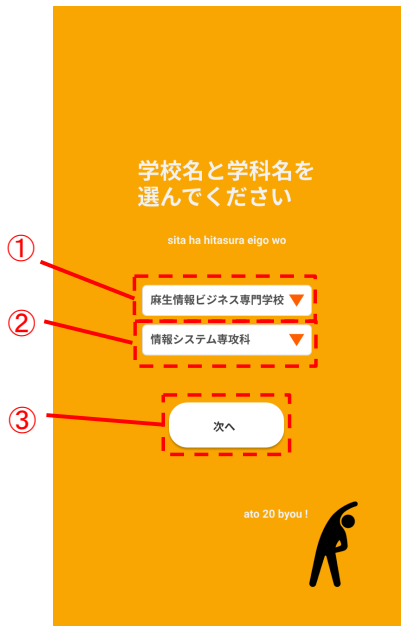 学校名と学科名を
選んでください
sita ha hitasura eigo wo
①
麻生情報ビジネス専門学校
②
情報システム専攻科
③
次へ
ato 20 byou !